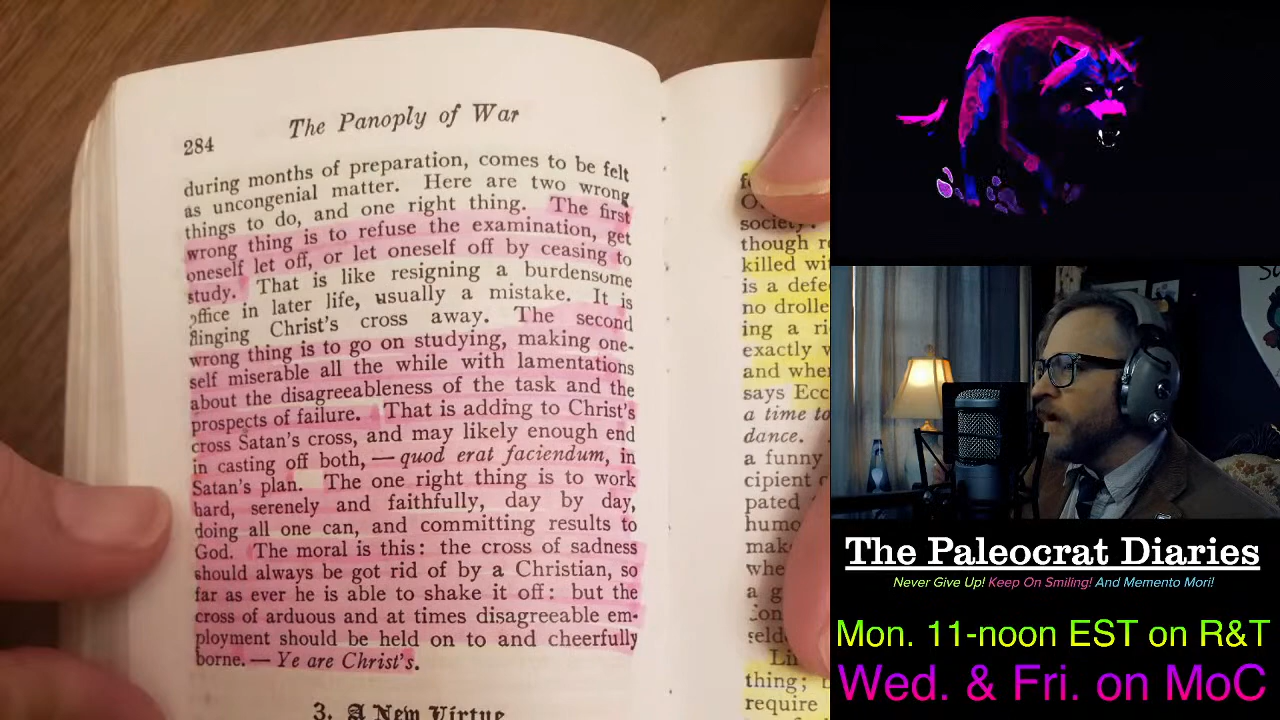 284
The Panoply of War
during months of preparation, comes to be felt
as uncongenial matter. Here are two wrong
things to do, and one right thing. The first
wrong thing is to refuse the examination, get
oneself let off, or let oneself off by ceasing to
study. That is like resigning a burdensome
office in later life, usually a mistake. It is
flinging Christ's cross away. The second
wrong thing is to go on studying, making one-
self miserable all the while with lamentations
about the disagreeableness of the task and the
prospects of failure. That is adding to Christ's
cross Satan's cross, and may likely enough end
in casting off both, — quod erat faciendum, in
Satan's plan. The one right thing is to work
hard, serenely and faithfully, day by day,
doing all one can, and committing results to
God. The moral is this: the cross of sadness
should always be got rid of by a Christian, so
far as ever he is able to shake it off: but the
cross of arduous and at times disagreeable em-
ployment should be held on to and cheerfully
borne. — Ye are Christ's.
3. A New Virtue
society.
though
killed
is a
no
ing a
exactly
and
says
a time to
dance.
a funny
pated
thing;
require
The Paleocrat Diaries
Never Give Up! Keep On Smiling! And Memento Mori!
Mon. 11-noon EST on R&T
Wed. & Fri. on MoC